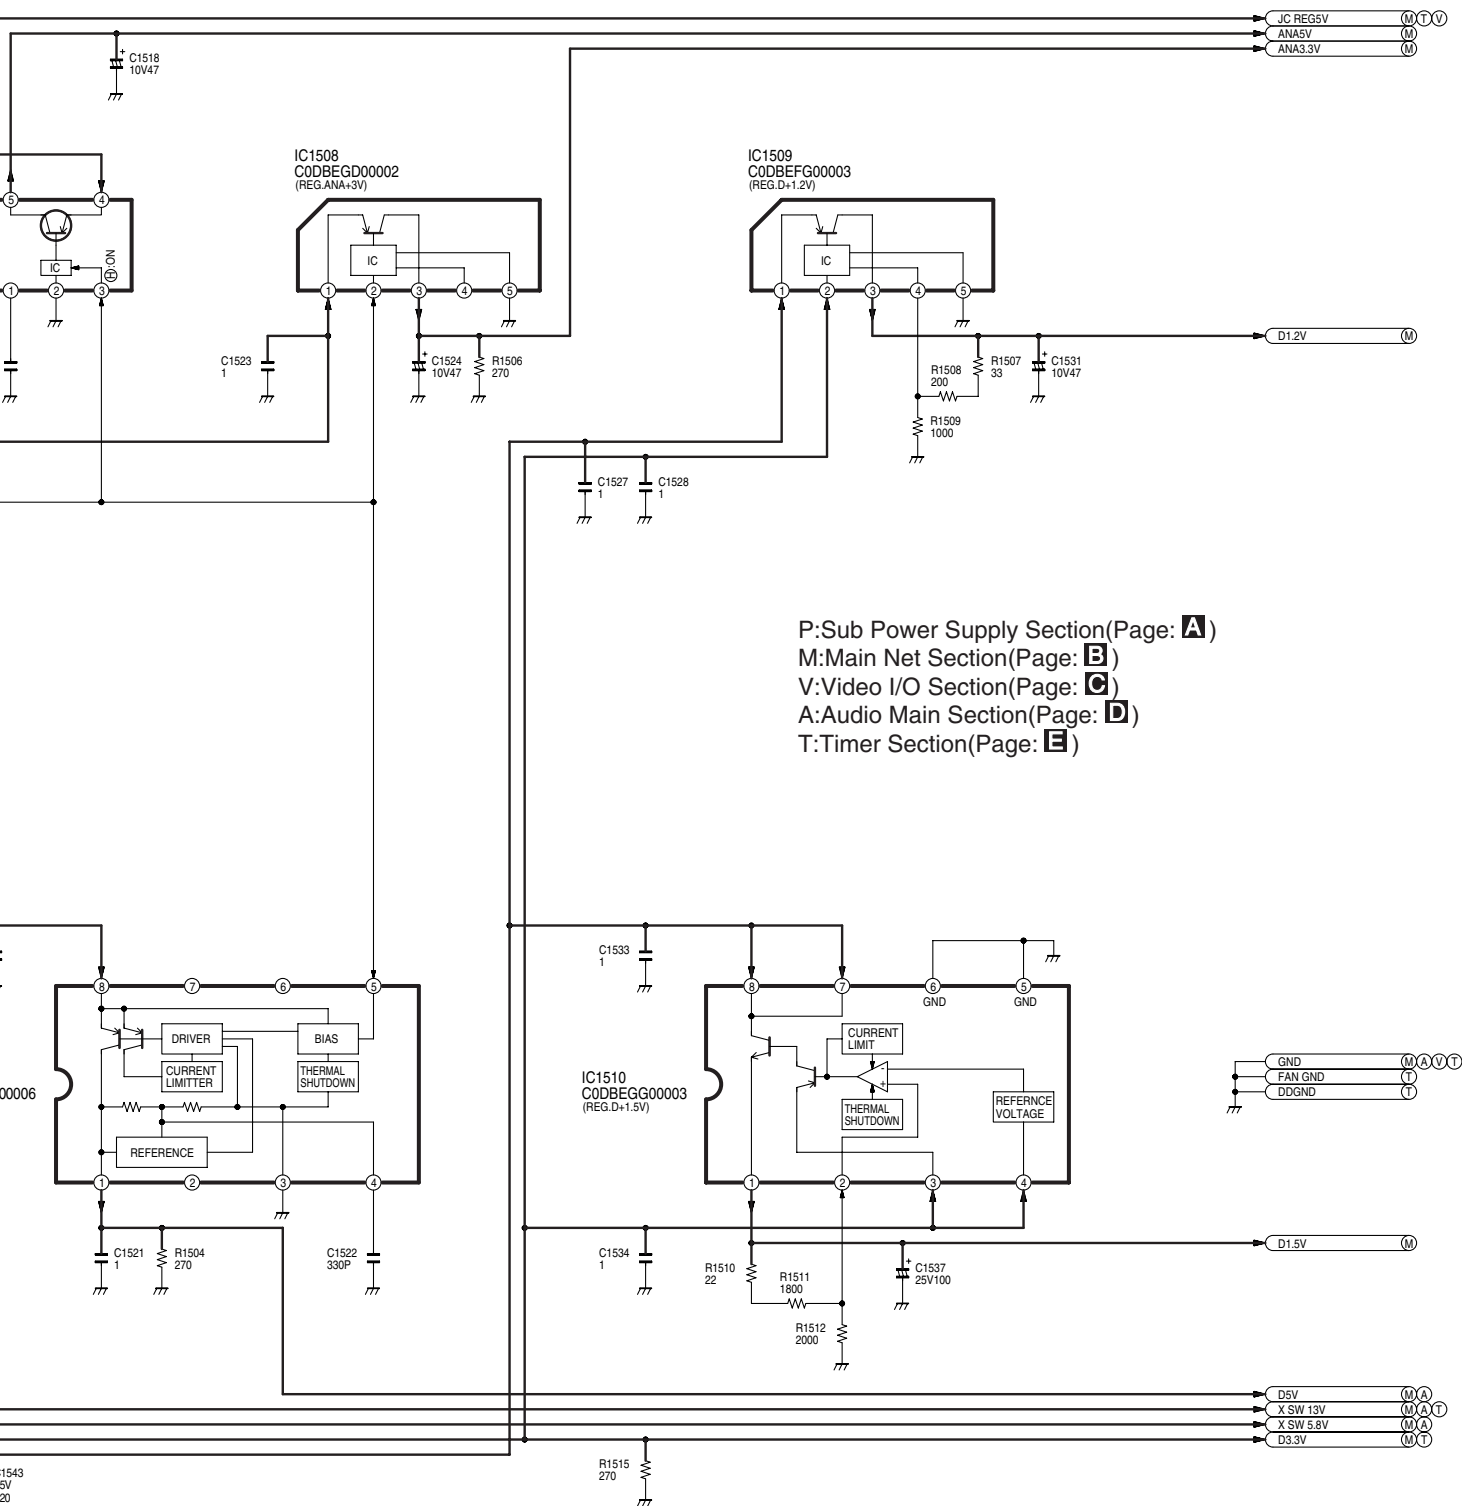 JC REG5V M T V
ANA5V M
ANA3.3V M
C1518
10V47
IC1508
C0DBEGD00002
(REG.ANA+3V)
IC1509
C0DBEFG00003
(REG.D+1.2V)
5 4
IC
H:ON
1 2 3
IC
1 2 3 4 5
IC
1 2 3 4 5
C1523
1
C1524
10V47
R1506
270
R1507
33
C1531
10V47
D1.2V M
R1508
200
R1509
1000
C1527
1
C1528
1
P:Sub Power Supply Section(Page: A)
M:Main Net Section(Page: B)
V:Video I/O Section(Page: C)
A:Audio Main Section(Page: D)
T:Timer Section(Page: E)
C1533
1
8 7 6 5
DRIVER
BIAS
CURRENT
LIMITTER
THERMAL
SHUTDOWN
REFERENCE
00006
1 2 3 4
8 7 6 5
GND GND
CURRENT
LIMIT
IC1510
C0DBEGG00003
(REG.D+1.5V)
THERMAL
SHUTDOWN
REFERNCE
VOLTAGE
1 2 3 4
GND M A V T
FAN GND T
DDGND T
C1521
1
R1504
270
C1522
330P
C1534
1
R1510
22
R1511
1800
R1512
2000
C1537
25V100
D1.5V M
D5V M A
X SW 13V M A T
X SW 5.8V M A
D3.3V M T
R1515
270
C1543
5V
20